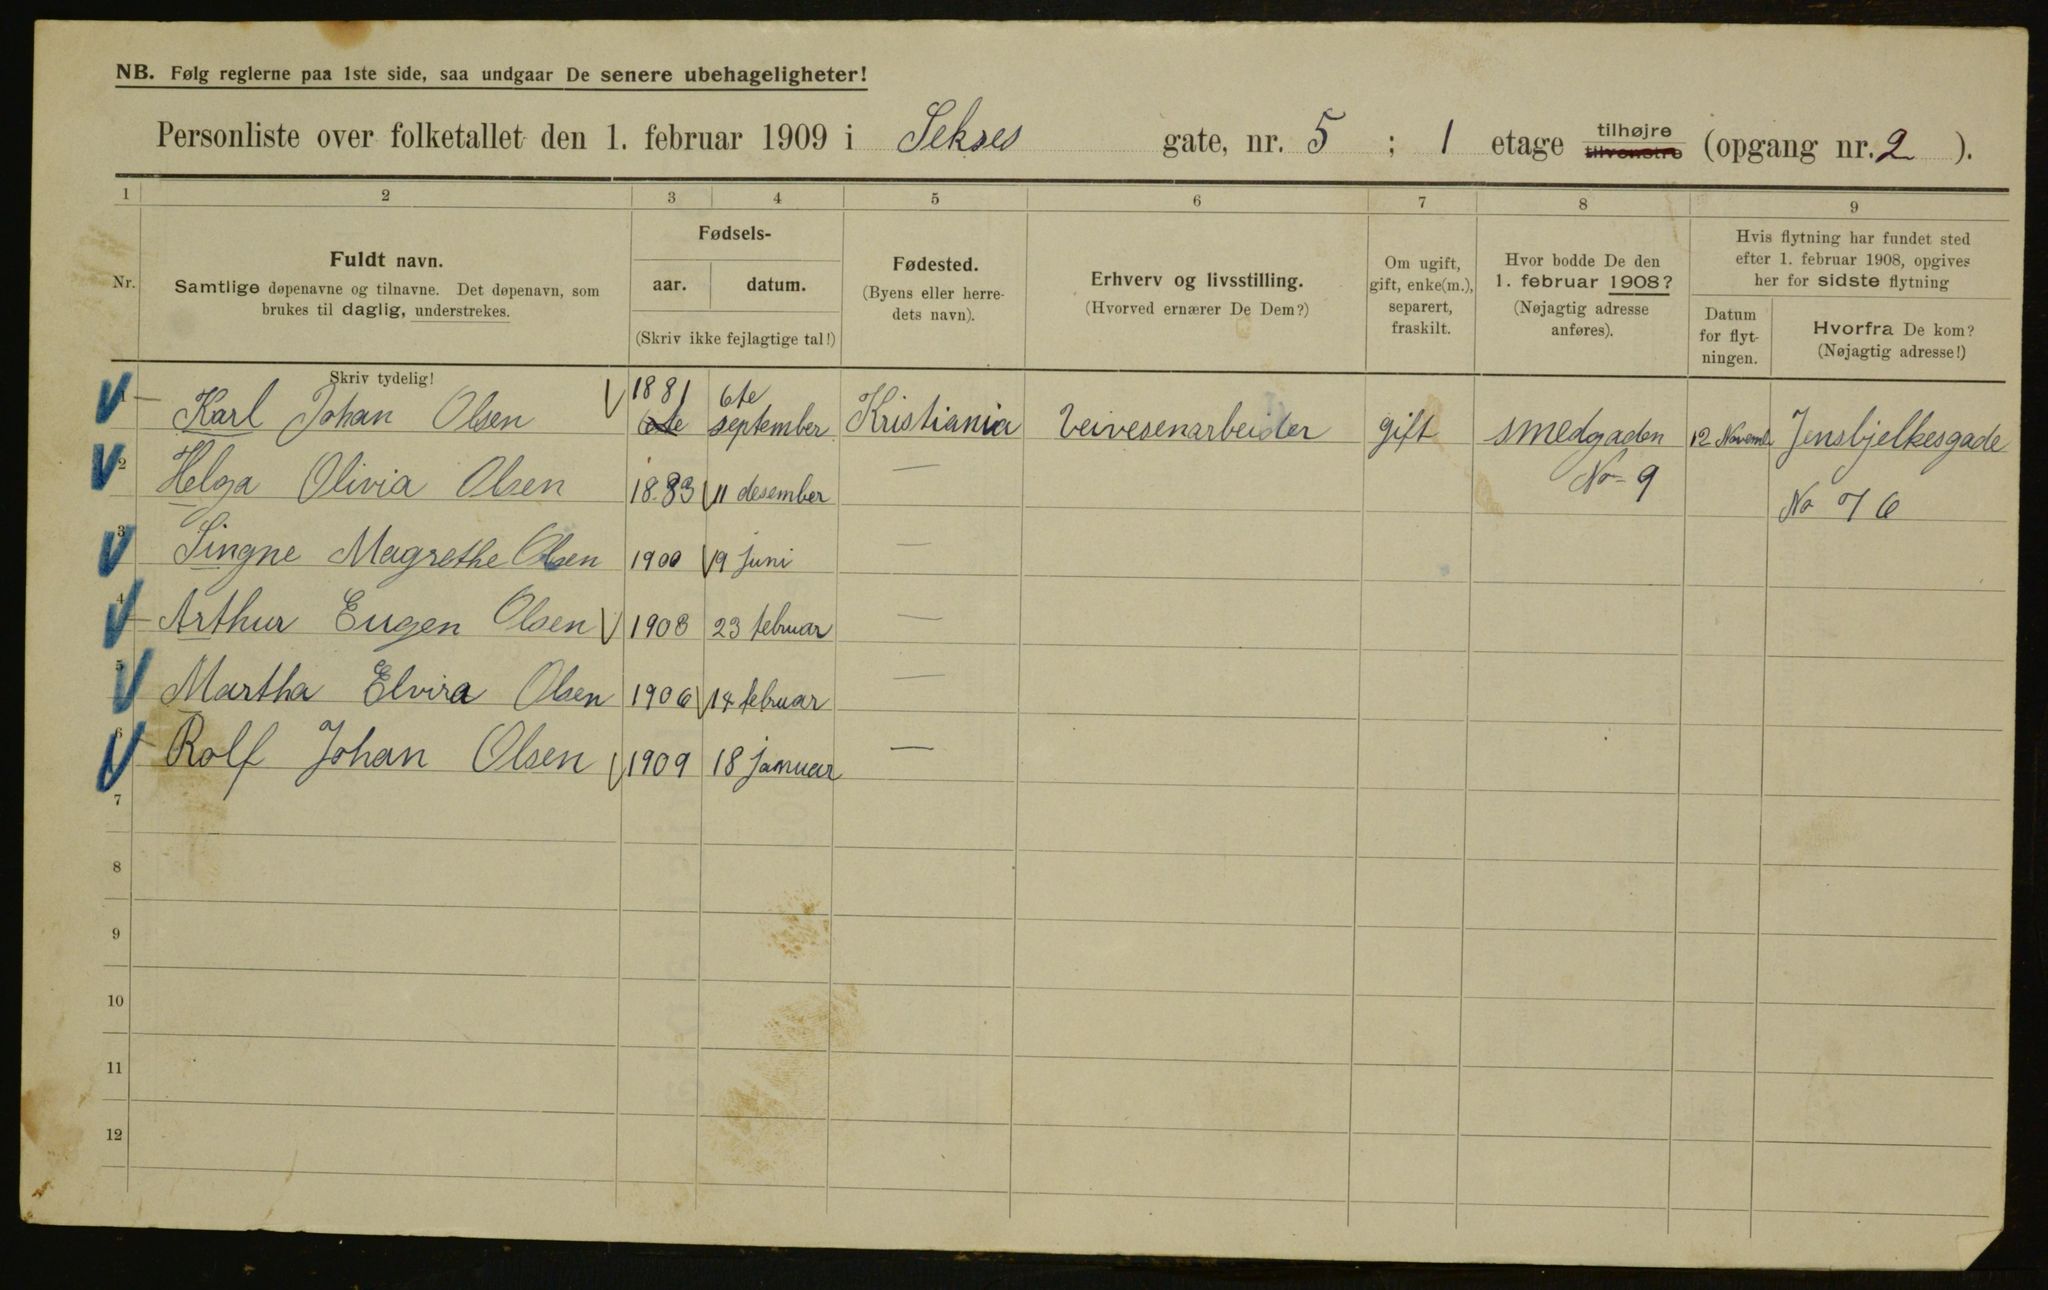 NB. Følg reglerne paa 1ste side, saa undgaar De senere ubehageligheter!
Personliste over folketallet den 1. februar 1909 i Sekses gate, nr. 5 ; 1 etage tilhøjre tilvenstre (opgang nr. 2 ).
1 2 3 4 5 6 7 8 9
Nr.
Fuldt navn.
Samtlige døpenavne og tilnavne. Det døpenavn, som
brukes til daglig, understrekes.
Skriv tydelig!
Fødsels-
aar. datum.
(Skriv ikke fejlagtige tal!)
Fødested.
(Byens eller herre-
dets navn).
Erhverv og livsstilling.
(Hvorved ernærer De Dem?)
Om ugift,
gift, enke(m.),
separert,
fraskilt.
Hvor bodde De den
1. februar 1908?
(Nøjagtig adresse
anføres).
Hvis flytning har fundet sted
efter 1. februar 1908, opgives
her for sidste flytning
Datum
for flyt-
ningen.
Hvorfra De kom?
(Nøjagtig adresse!)
1881 6te
1 Karl Johan Olsen 6te september Kristiania Veivesenarbeider gift smedgaden 12 Novemb Jensbjelkesgade
2 Helga Olivia Olsen 1883 11 desember — No 9 No 76
3 Singne Magrethe Olsen 1900 19 juni —
4 Arthur Eugen Olsen 1903 23 februar —
5 Martha Elvira Olsen 1906 14 februar —
6 Rolf Johan Olsen 1909 18 januar —
7
8
9
10
11
12